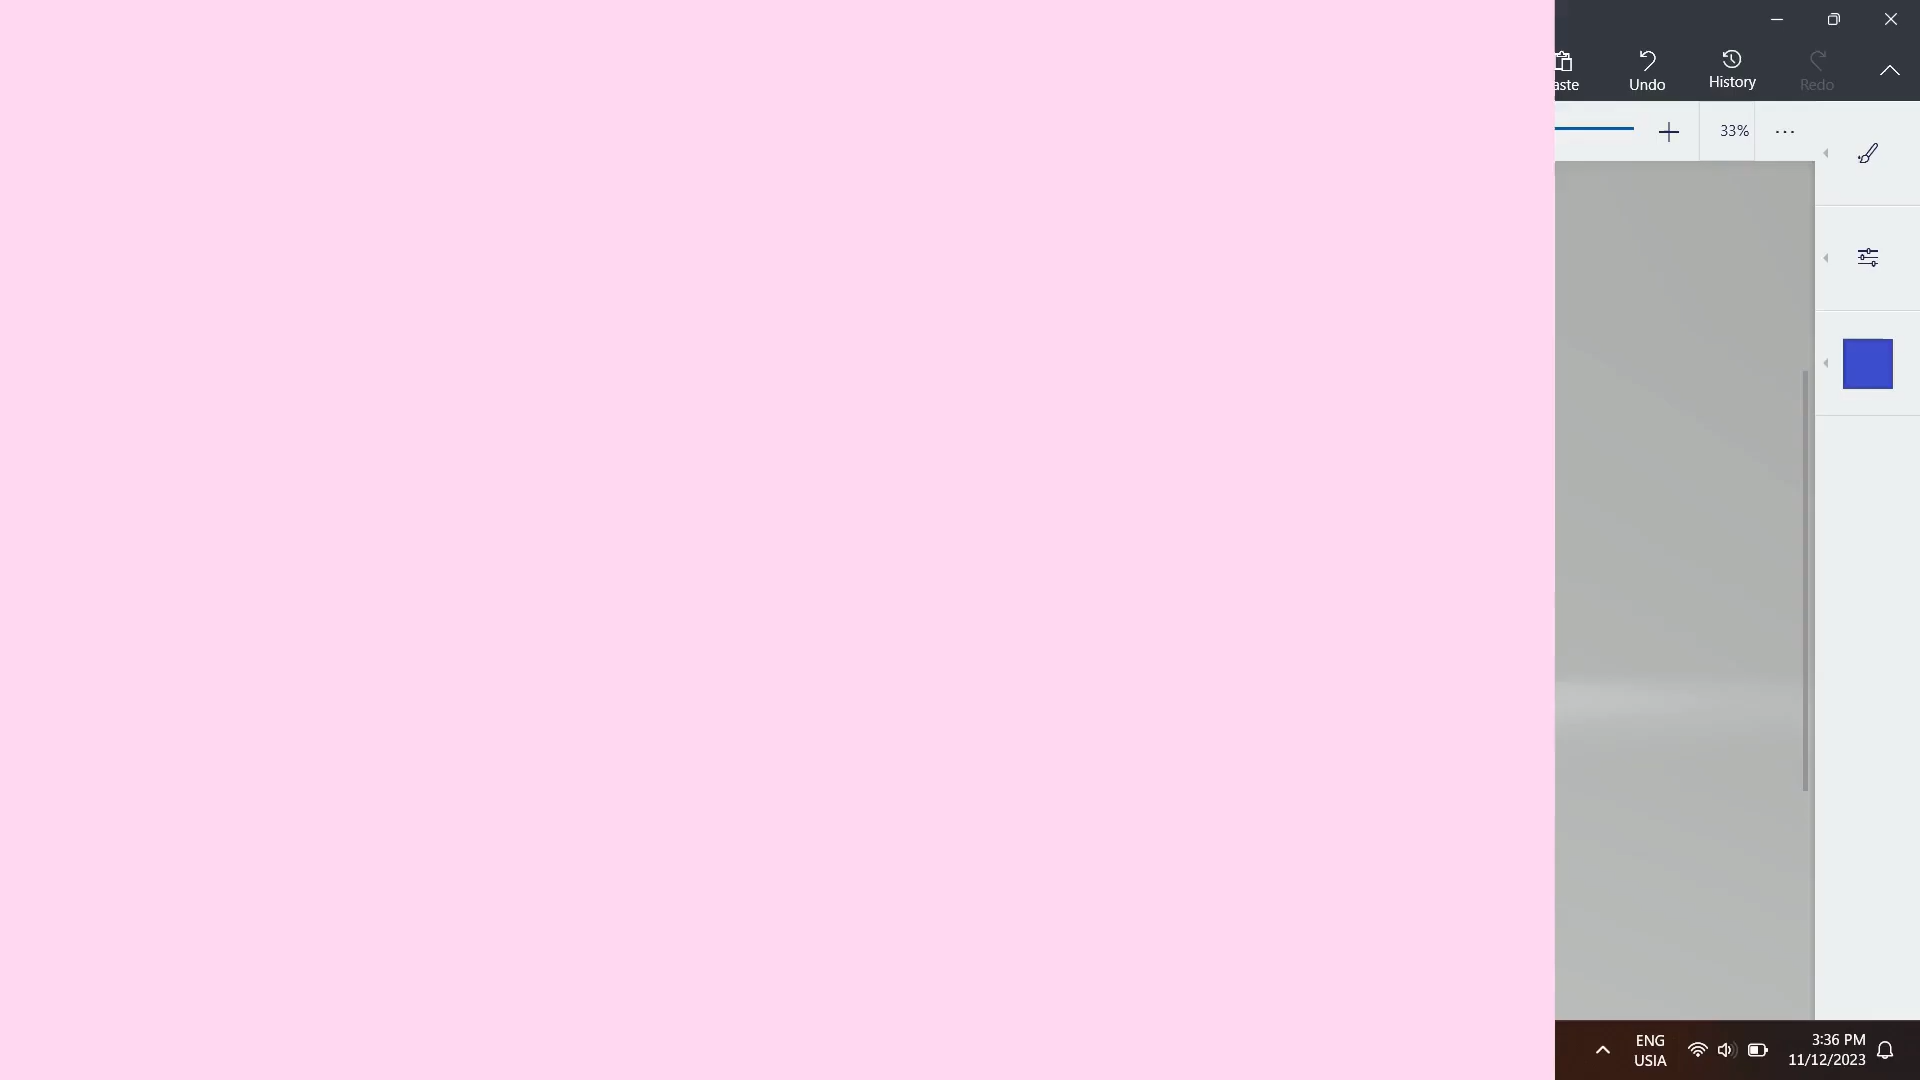 aste
Undo
History
Redo
33%
ENG
USIA
3:36 PM
11/12/2023